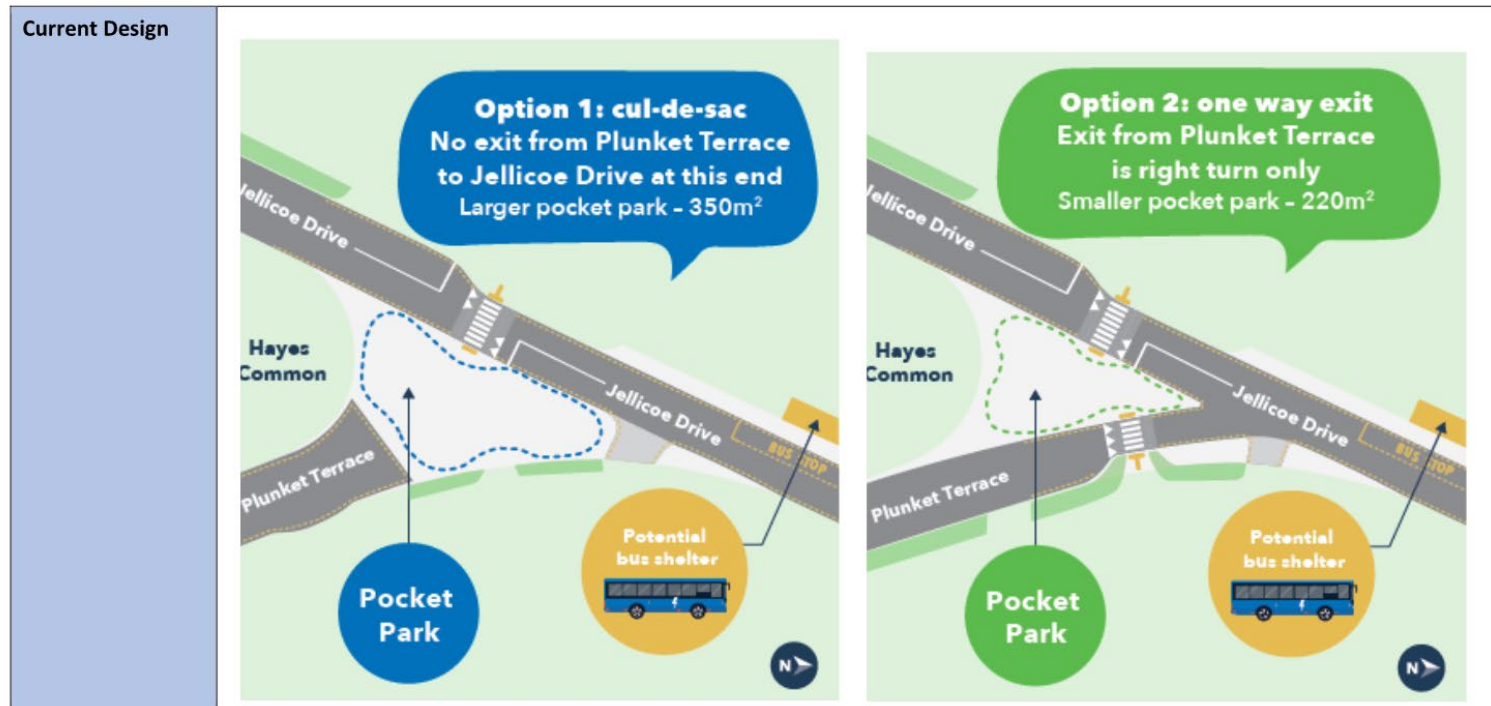 Current Design
Option 1: cul-de-sac
No exit from Plunket Terrace
to Jellicoe Drive at this end
Larger pocket park – 350m²
Jellicoe Drive
Hayes
Common
Jellicoe Drive
BUS STOP
Plunket Terrace
Potential
bus shelter
Pocket
Park
N
Option 2: one way exit
Exit from Plunket Terrace
is right turn only
Smaller pocket park – 220m²
Jellicoe Drive
Hayes
Common
Jellicoe Drive
BUS STOP
Plunket Terrace
Potential
bus shelter
Pocket
Park
N